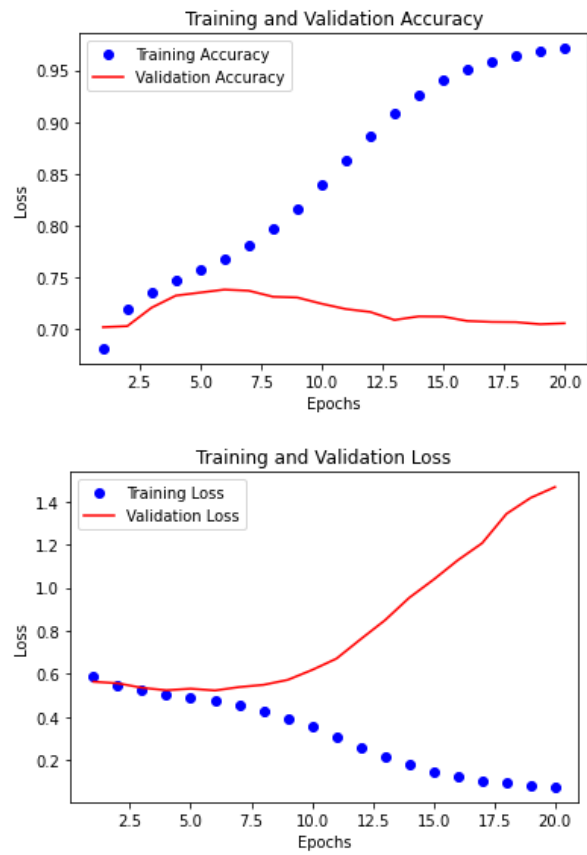 Training and Validation Accuracy
Training Accuracy
Validation Accuracy
Loss
0.95
0.90
0.85
0.80
0.75
0.70
2.5 5.0 7.5 10.0 12.5 15.0 17.5 20.0
Epochs
Training and Validation Loss
Training Loss
Validation Loss
Loss
1.4
1.2
1.0
0.8
0.6
0.4
0.2
2.5 5.0 7.5 10.0 12.5 15.0 17.5 20.0
Epochs